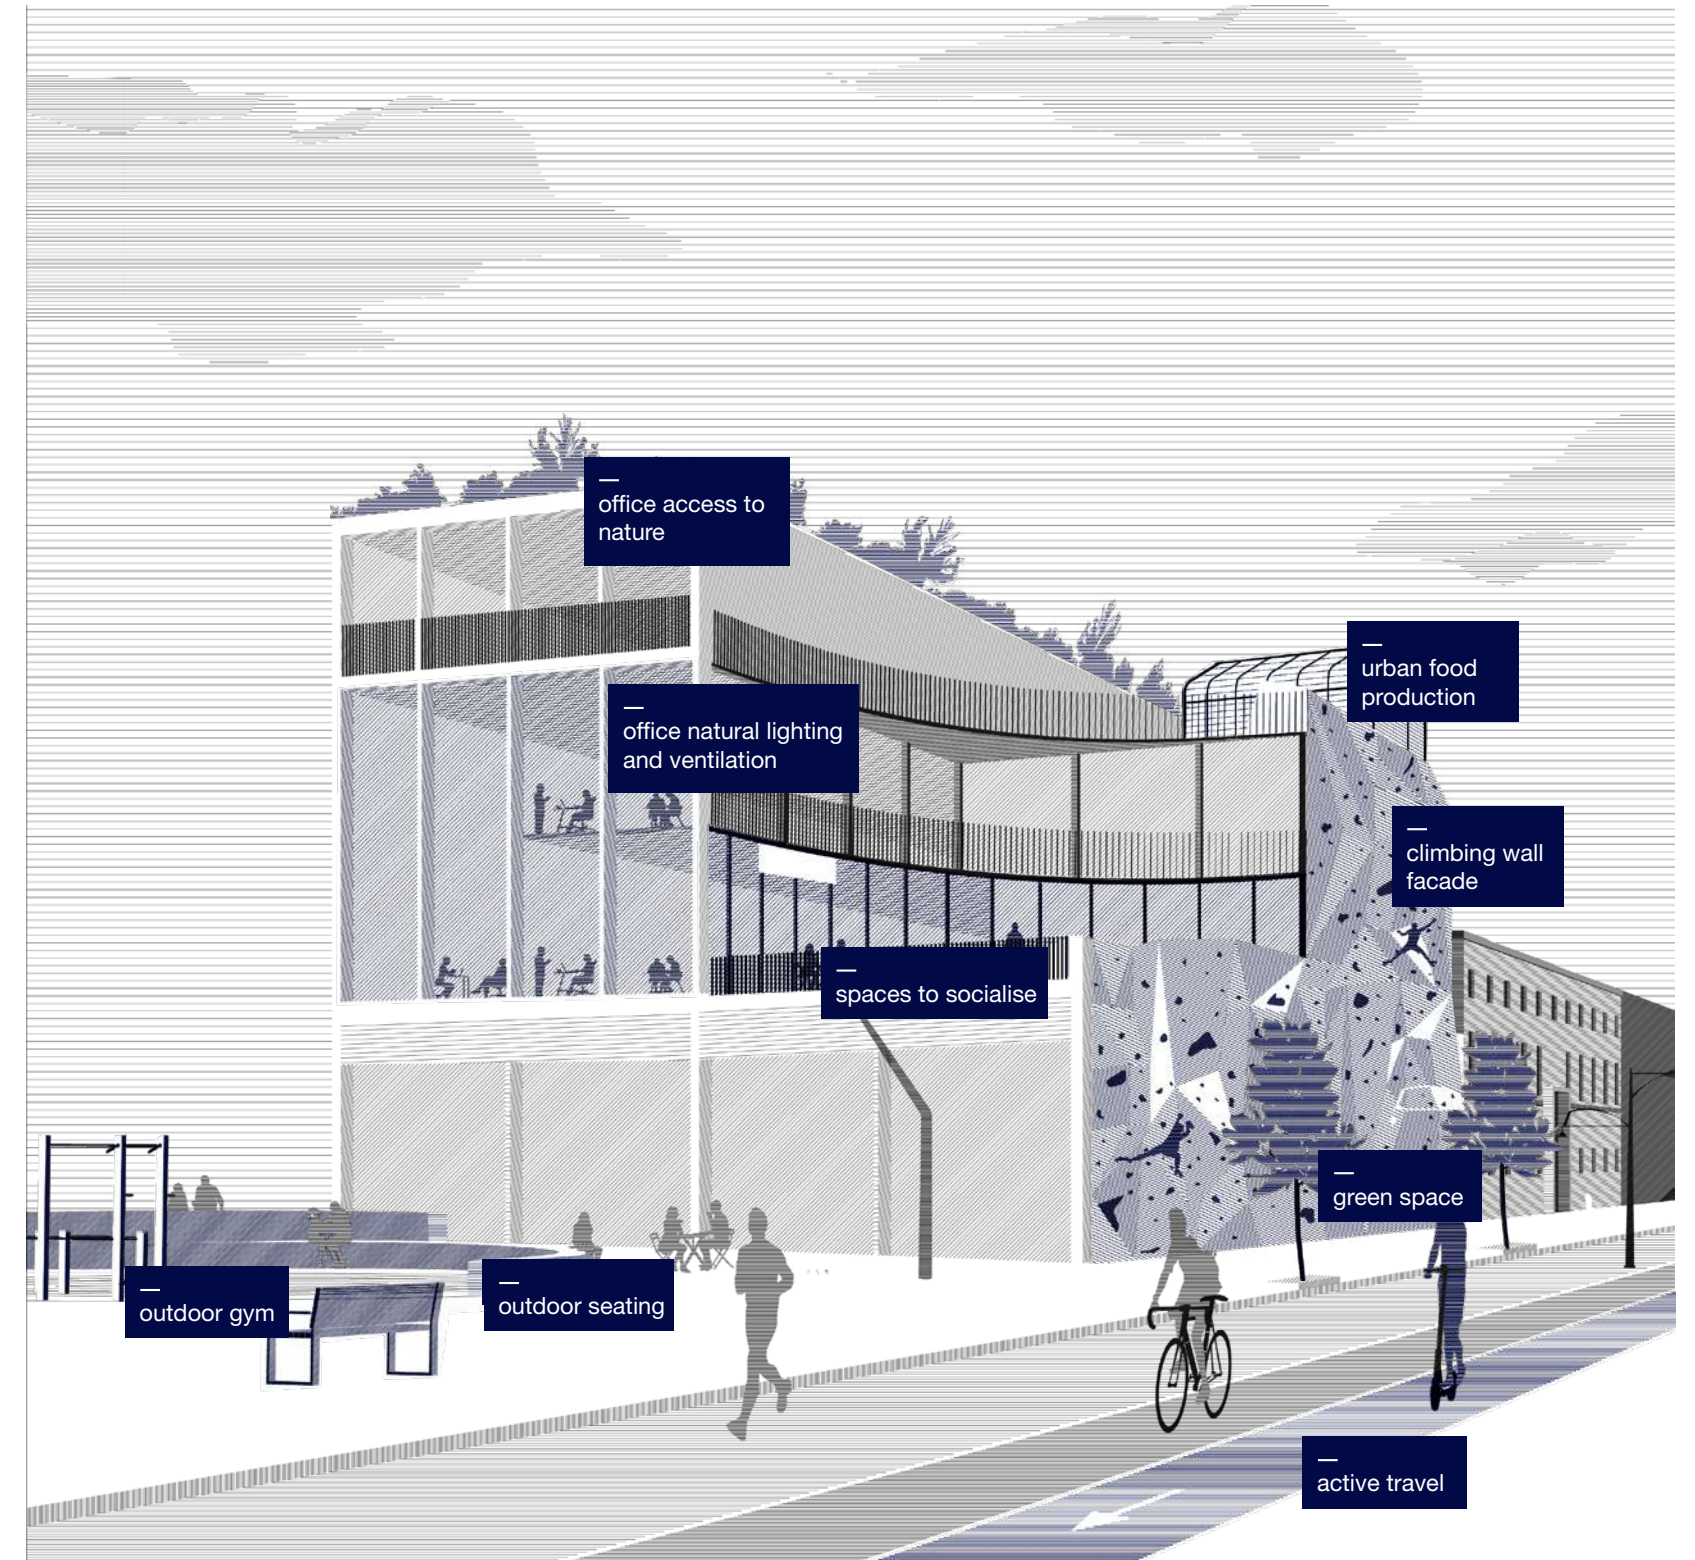 office access to
nature
urban food
production
office natural lighting
and ventilation
climbing wall
facade
spaces to socialise
green space
outdoor gym
outdoor seating
active travel